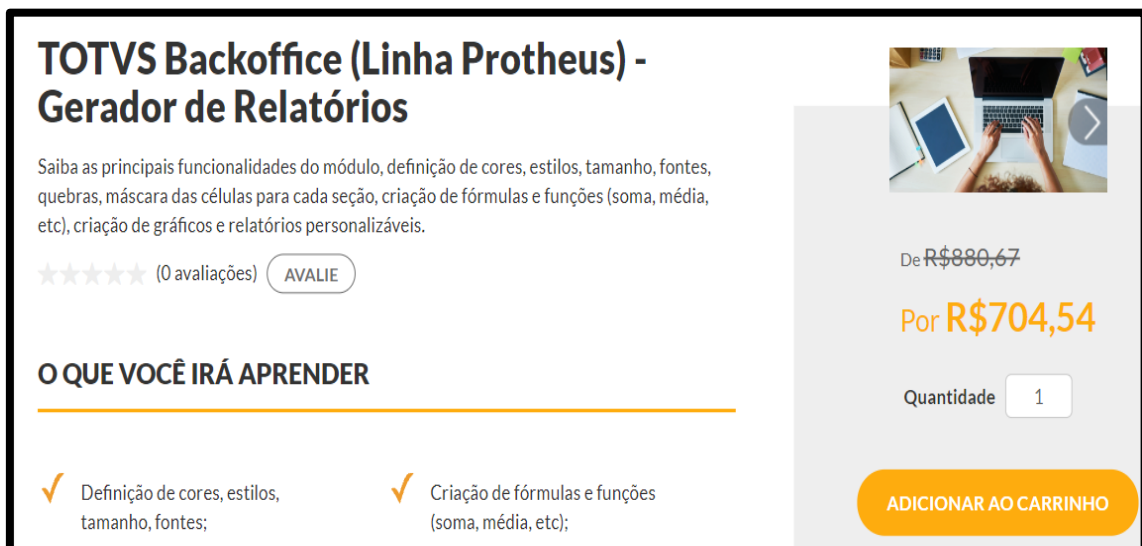 TOTVS Backoffice (Linha Protheus) -
Gerador de Relatórios
Saiba as principais funcionalidades do módulo, definição de cores, estilos, tamanho, fontes,
quebras, máscara das células para cada seção, criação de fórmulas e funções (soma, média,
etc), criação de gráficos e relatórios personalizáveis.
(0 avaliações) AVALIE
O QUE VOCÊ IRÁ APRENDER
Definição de cores, estilos,
tamanho, fontes;
Criação de fórmulas e funções
(soma, média, etc);
De R$880,67
Por R$704,54
Quantidade 1
ADICIONAR AO CARRINHO